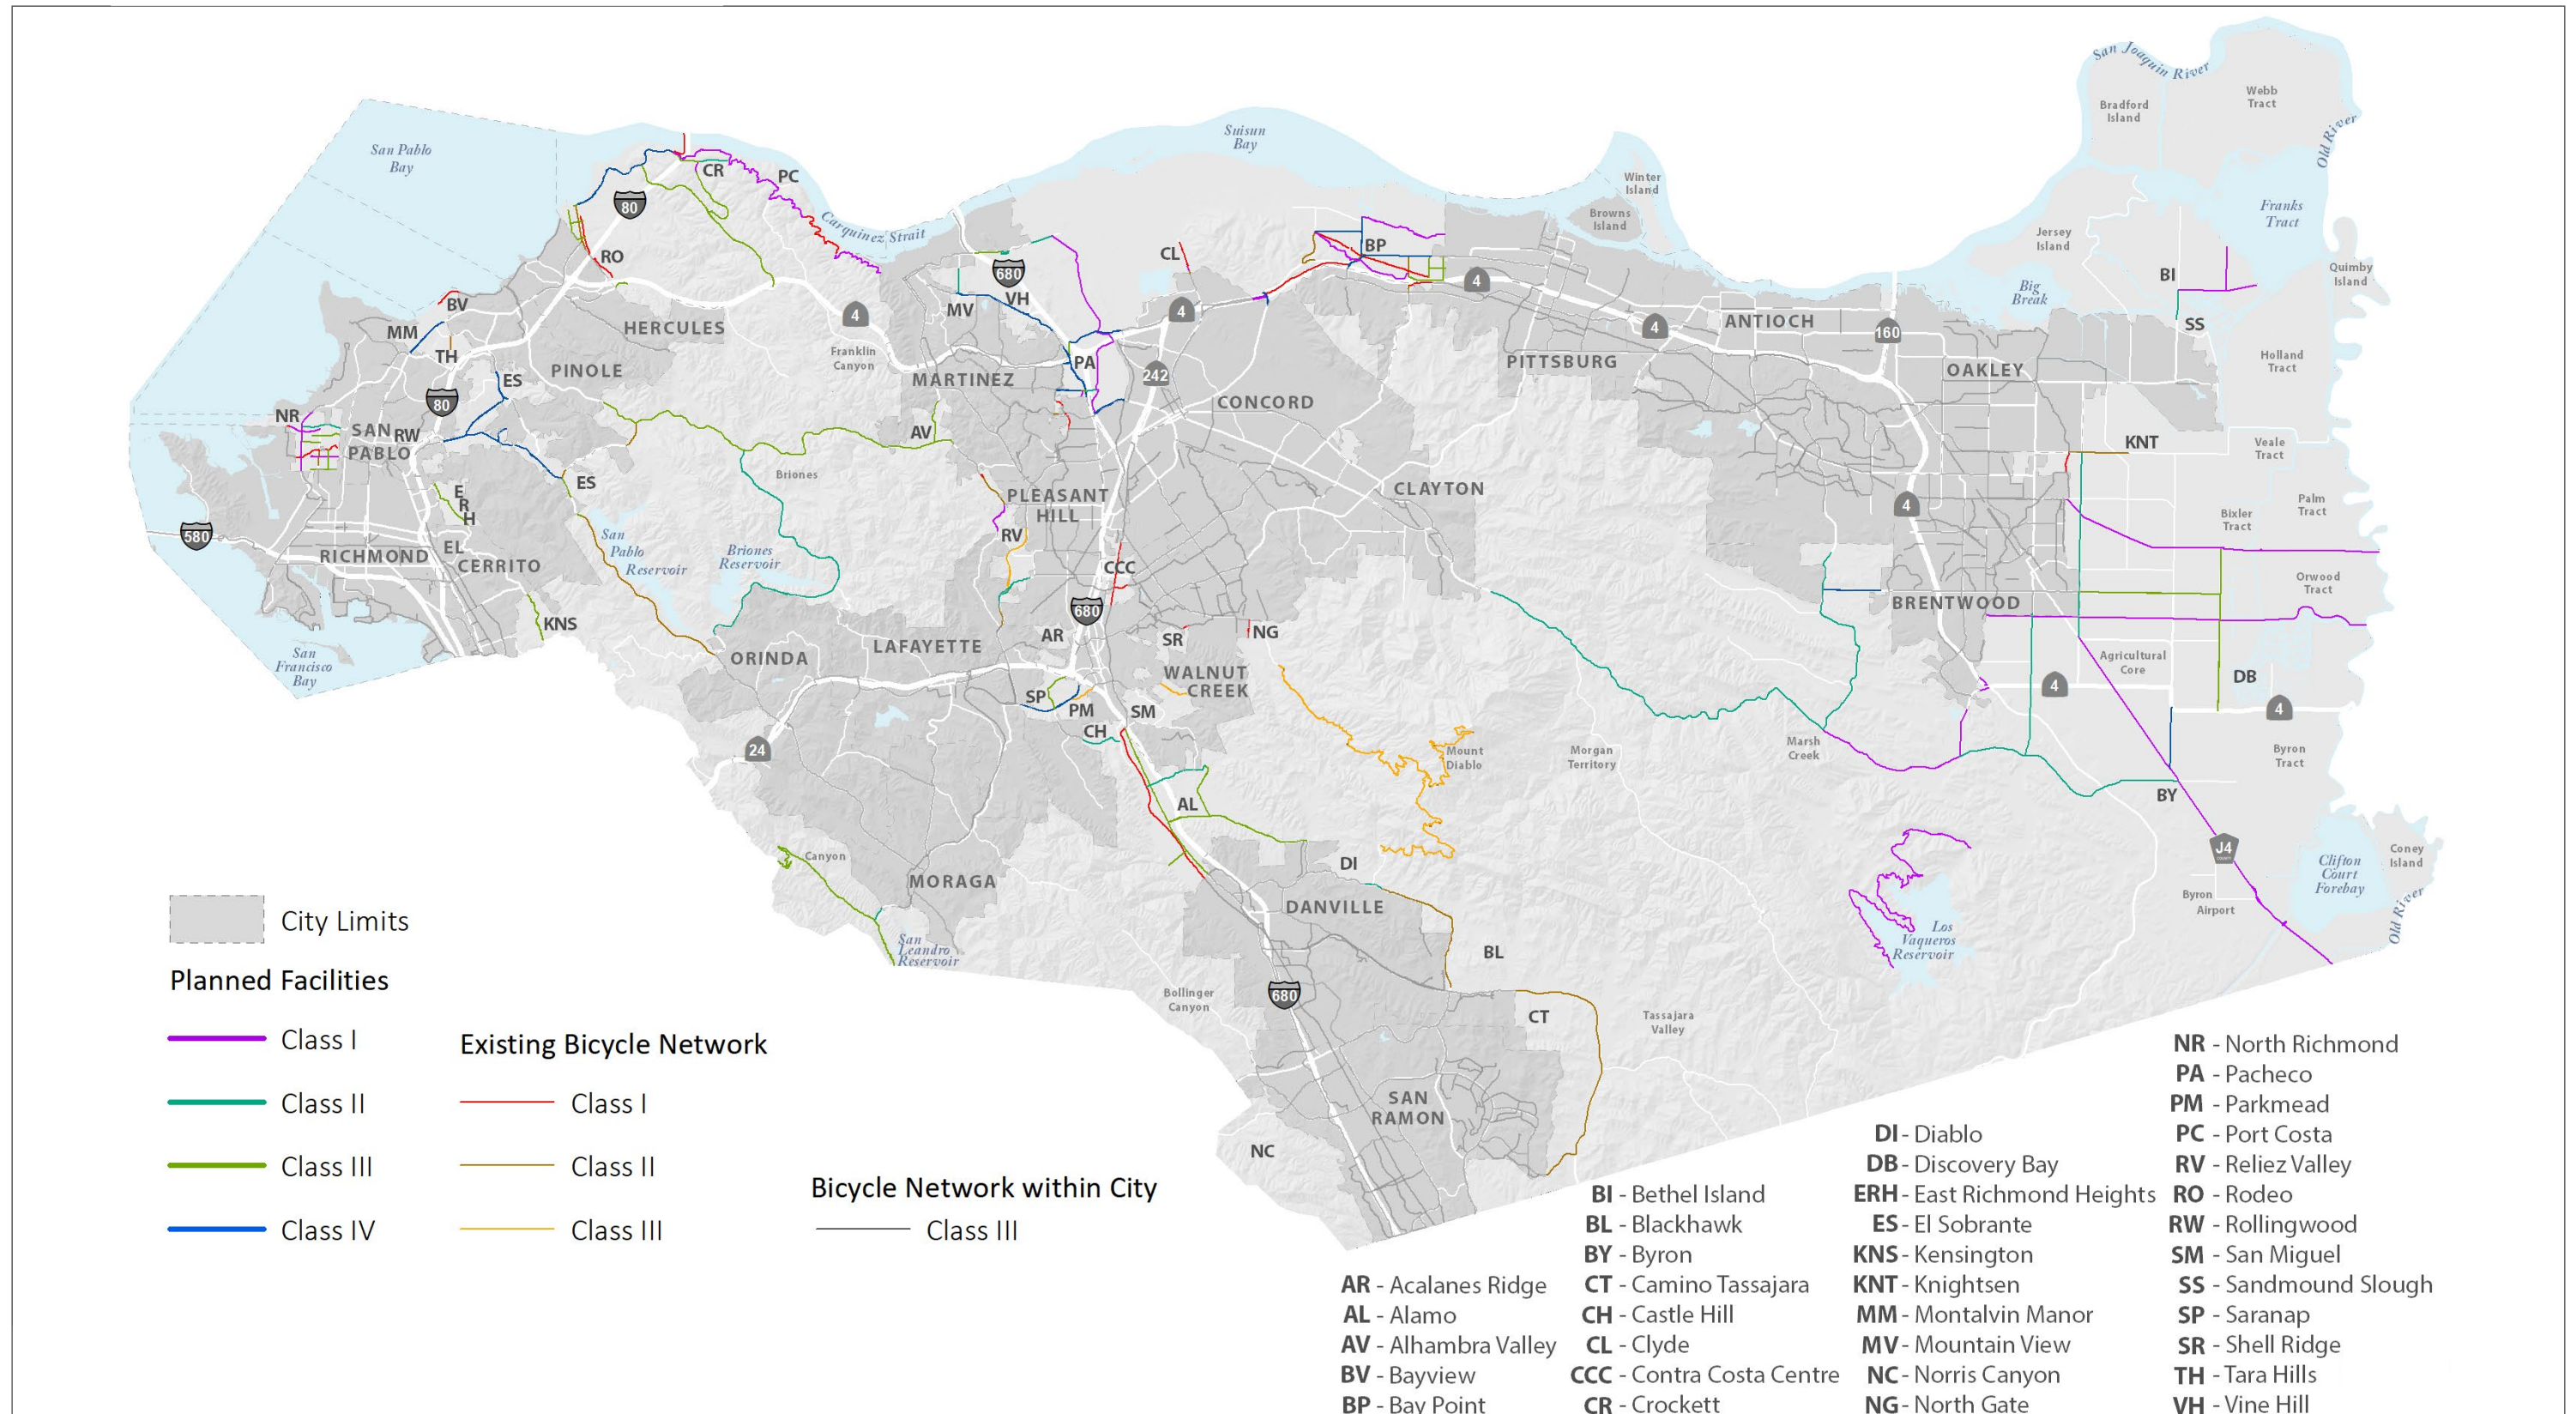 San Joaquin River
Webb
Tract
Bradford
Island
Old River
San Pablo
Bay
Suisun
Bay
CR
PC
Winter
Island
80
Browns
Island
Franks
Tract
Carquinez Strait
Jersey
Island
BP
CL
RO
680
BI
Quimby
Island
4
Big
Break
BV
VH
MV
4
4
HERCULES
MM
ANTIOCH
SS
4
160
TH
Franklin
Canyon
PA
PITTSBURG
Holland
Tract
PINOLE
ES
MARTINEZ
242
OAKLEY
80
CONCORD
NR
SAN
PABLO
RW
AV
KNT
Veale
Tract
Briones
ES
CLAYTON
E
R
H
PLEASANT
HILL
4
Palm
Tract
Bixler
Tract
580
RV
San
Pablo
Reservoir
Briones
Reservoir
RICHMOND
EL
CERRITO
CCC
Orwood
Tract
680
BRENTWOOD
KNS
AR
SR
NG
LAFAYETTE
ORINDA
San
Francisco
Bay
WALNUT
CREEK
Agricultural
Core
DB
4
SP
PM
SM
4
CH
24
Mount
Diablo
Morgan
Territory
Marsh
Creek
Byron
Tract
BY
AL
Canyon
DI
J4
Coney
Island
Clifton
Court
Forebay
MORAGA
Byron
Airport
DANVILLE
Old River
San
Leandro
Reservoir
Los
Vaqueros
Reservoir
BL
Bollinger
Canyon
680
CT
Tassajara
Valley
SAN
RAMON
NC
City Limits
Planned Facilities
Class I
Class II
Class III
Class IV
Existing Bicycle Network
Class I
Class II
Class III
Bicycle Network within City
Class III
AR - Acalanes Ridge
AL - Alamo
AV - Alhambra Valley
BV - Bayview
BP - Bay Point
BI - Bethel Island
BL - Blackhawk
BY - Byron
CT - Camino Tassajara
CH - Castle Hill
CL - Clyde
CCC - Contra Costa Centre
CR - Crockett
DI - Diablo
DB - Discovery Bay
ERH - East Richmond Heights
ES - El Sobrante
KNS - Kensington
KNT - Knightsen
MM - Montalvin Manor
MV - Mountain View
NC - Norris Canyon
NG - North Gate
NR - North Richmond
PA - Pacheco
PM - Parkmead
PC - Port Costa
RV - Reliez Valley
RO - Rodeo
RW - Rollingwood
SM - San Miguel
SS - Sandmound Slough
SP - Saranap
SR - Shell Ridge
TH - Tara Hills
VH - Vine Hill